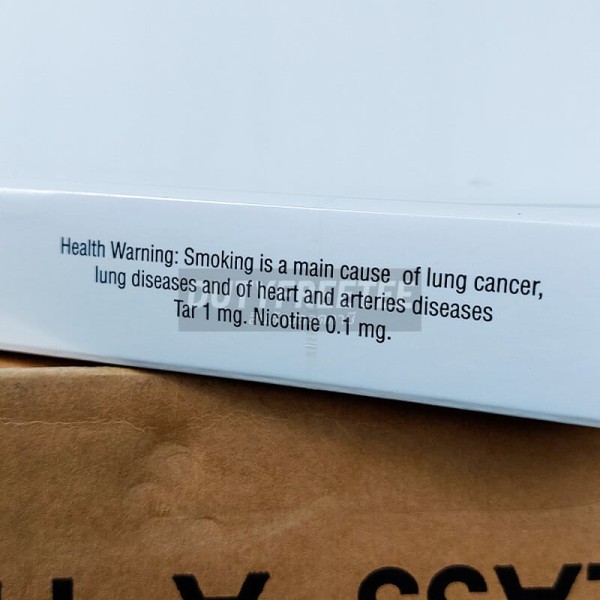 Health Warning: Smoking is a main cause of lung cancer,
lung diseases and of heart and arteries diseases
Tar 1 mg. Nicotine 0.1 mg.
DUTYFREETEE